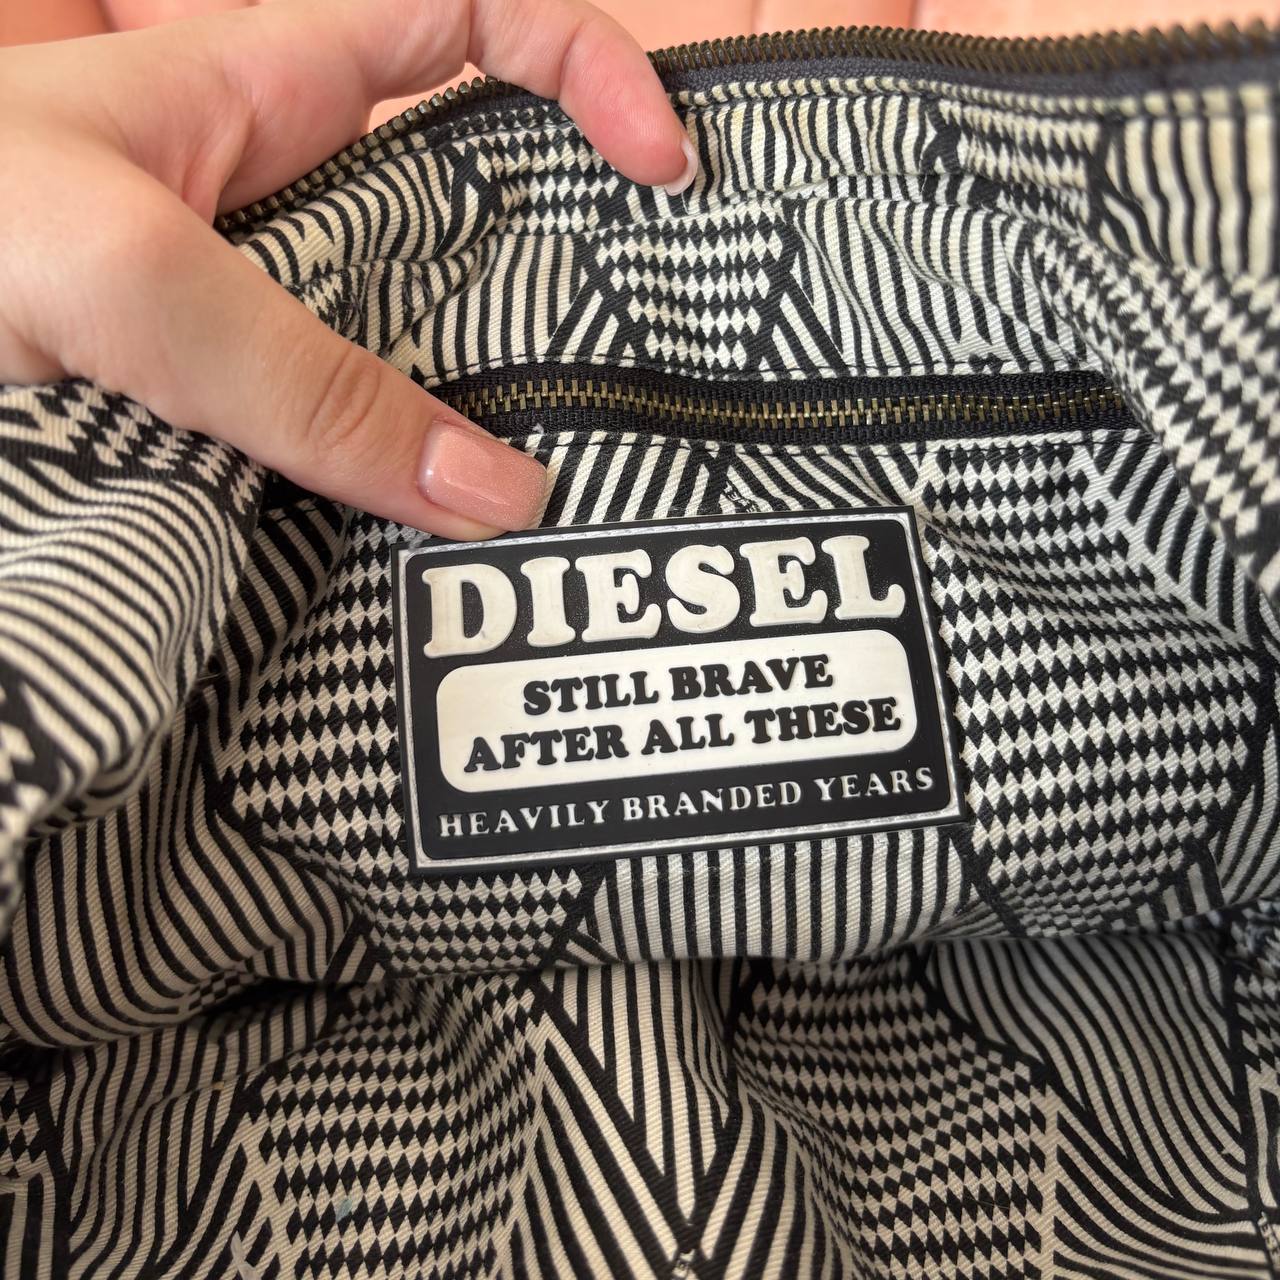 DIESEL
STILL BRAVE
AFTER ALL THESE
HEAVILY BRANDED YEARS